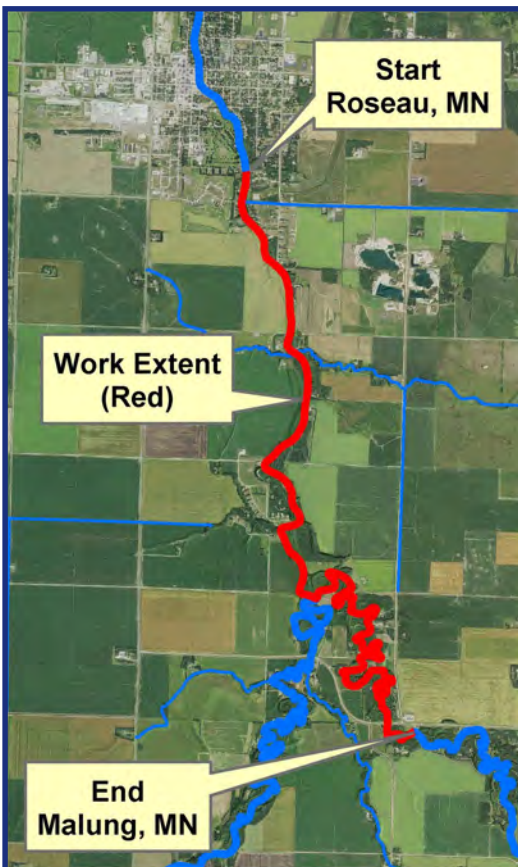 Start
Roseau, MN
Work Extent
(Red)
End
Malung, MN